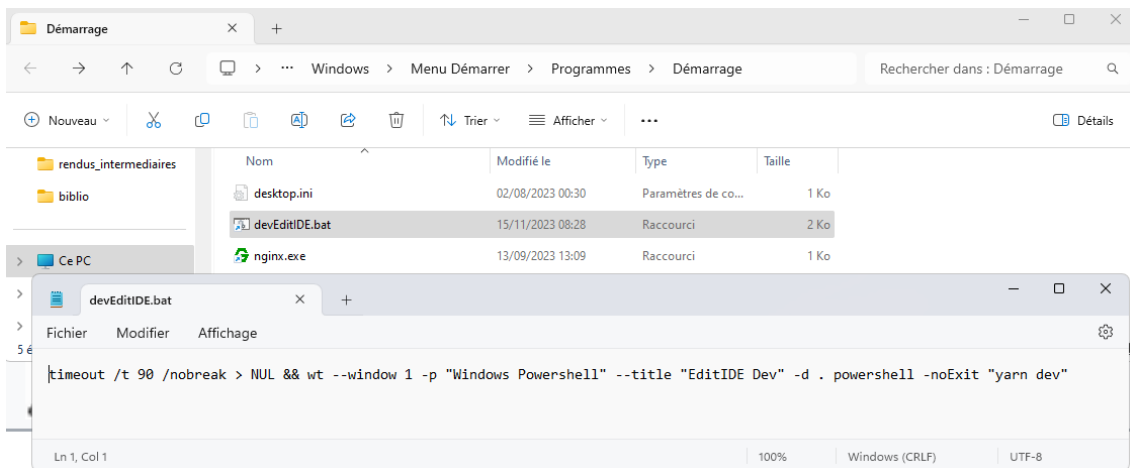 Démarrage
Windows > Menu Démarrer > Programmes > Démarrage Rechercher dans : Démarrage
Nouveau Trier Afficher Détails
Nom Modifié le Type Taille
rendus_intermediaires
desktop.ini 02/08/2023 00:30 Paramètres de co... 1 Ko
biblio
devEditIDE.bat 15/11/2023 08:28 Raccourci 2 Ko
Ce PC
nginx.exe 13/09/2023 13:09 Raccourci 1 Ko
devEditIDE.bat
Fichier Modifier Affichage
5 é
timeout /t 90 /nobreak > NUL && wt --window 1 -p "Windows Powershell" --title "EditIDE Dev" -d . powershell -noExit "yarn dev"
Ln 1, Col 1 100% Windows (CRLF) UTF-8